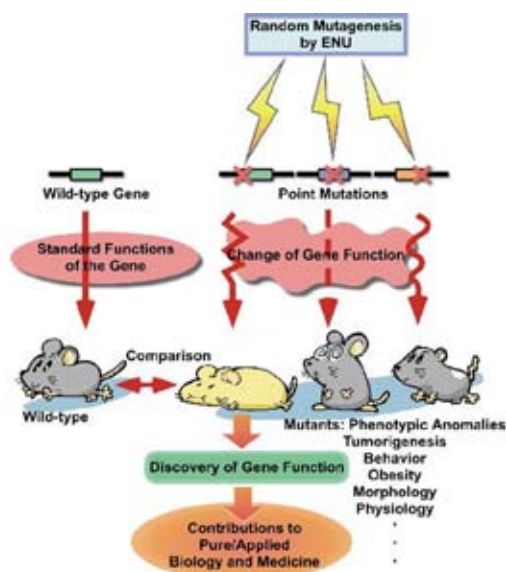 Random Mutagenesis
by ENU
Wild-type Gene
Point Mutations
Standard Functions
of the Gene
Change of Gene Function
Comparison
Wild-type
Mutants: Phenotypic Anomalies
Tumorigenesis
Behavior
Obesity
Morphology
Physiology
.
.
.
Discovery of Gene Function
Contributions to
Pure/Applied
Biology and Medicine